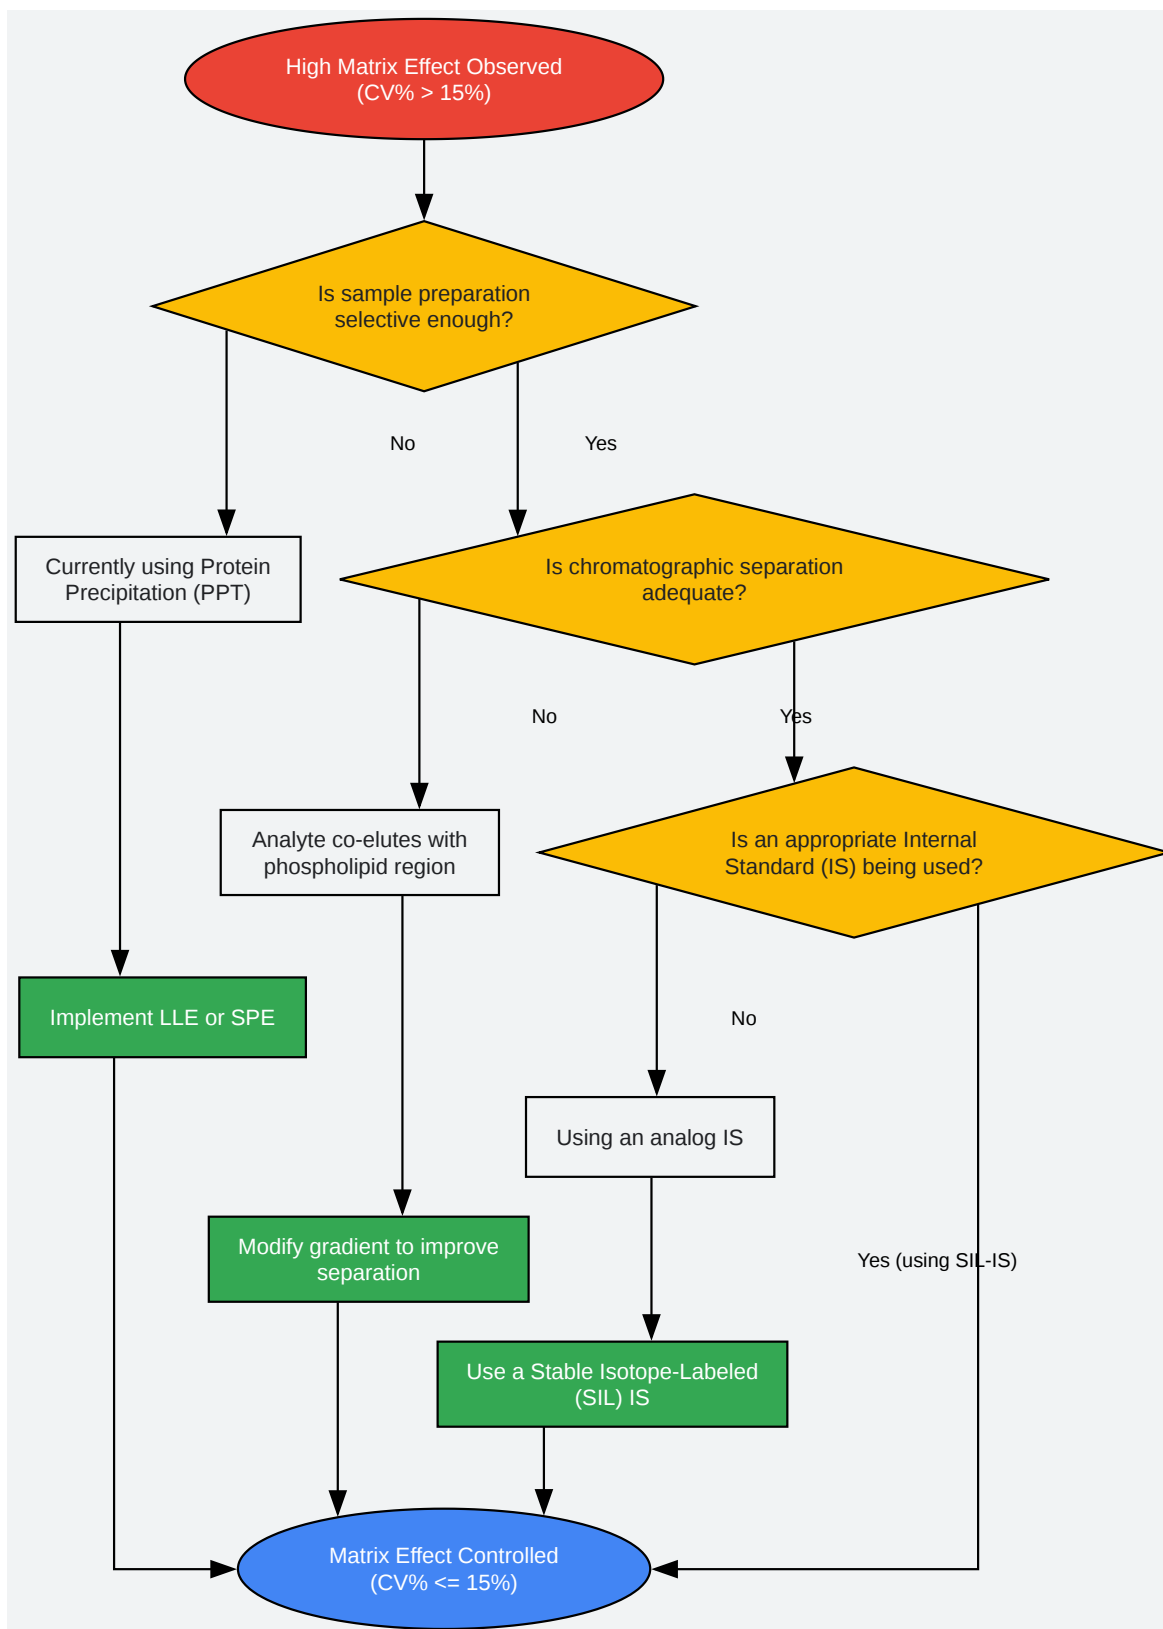 High Matrix Effect Observed
(CV% > 15%)
Is sample preparation
selective enough?
No
Yes
Currently using Protein
Precipitation (PPT)
Is chromatographic separation
adequate?
No
Yes
Analyte co-elutes with
phospholipid region
Is an appropriate Internal
Standard (IS) being used?
Implement LLE or SPE
No
Using an analog IS
Modify gradient to improve
separation
Yes (using SIL-IS)
Use a Stable Isotope-Labeled
(SIL) IS
Matrix Effect Controlled
(CV% <= 15%)